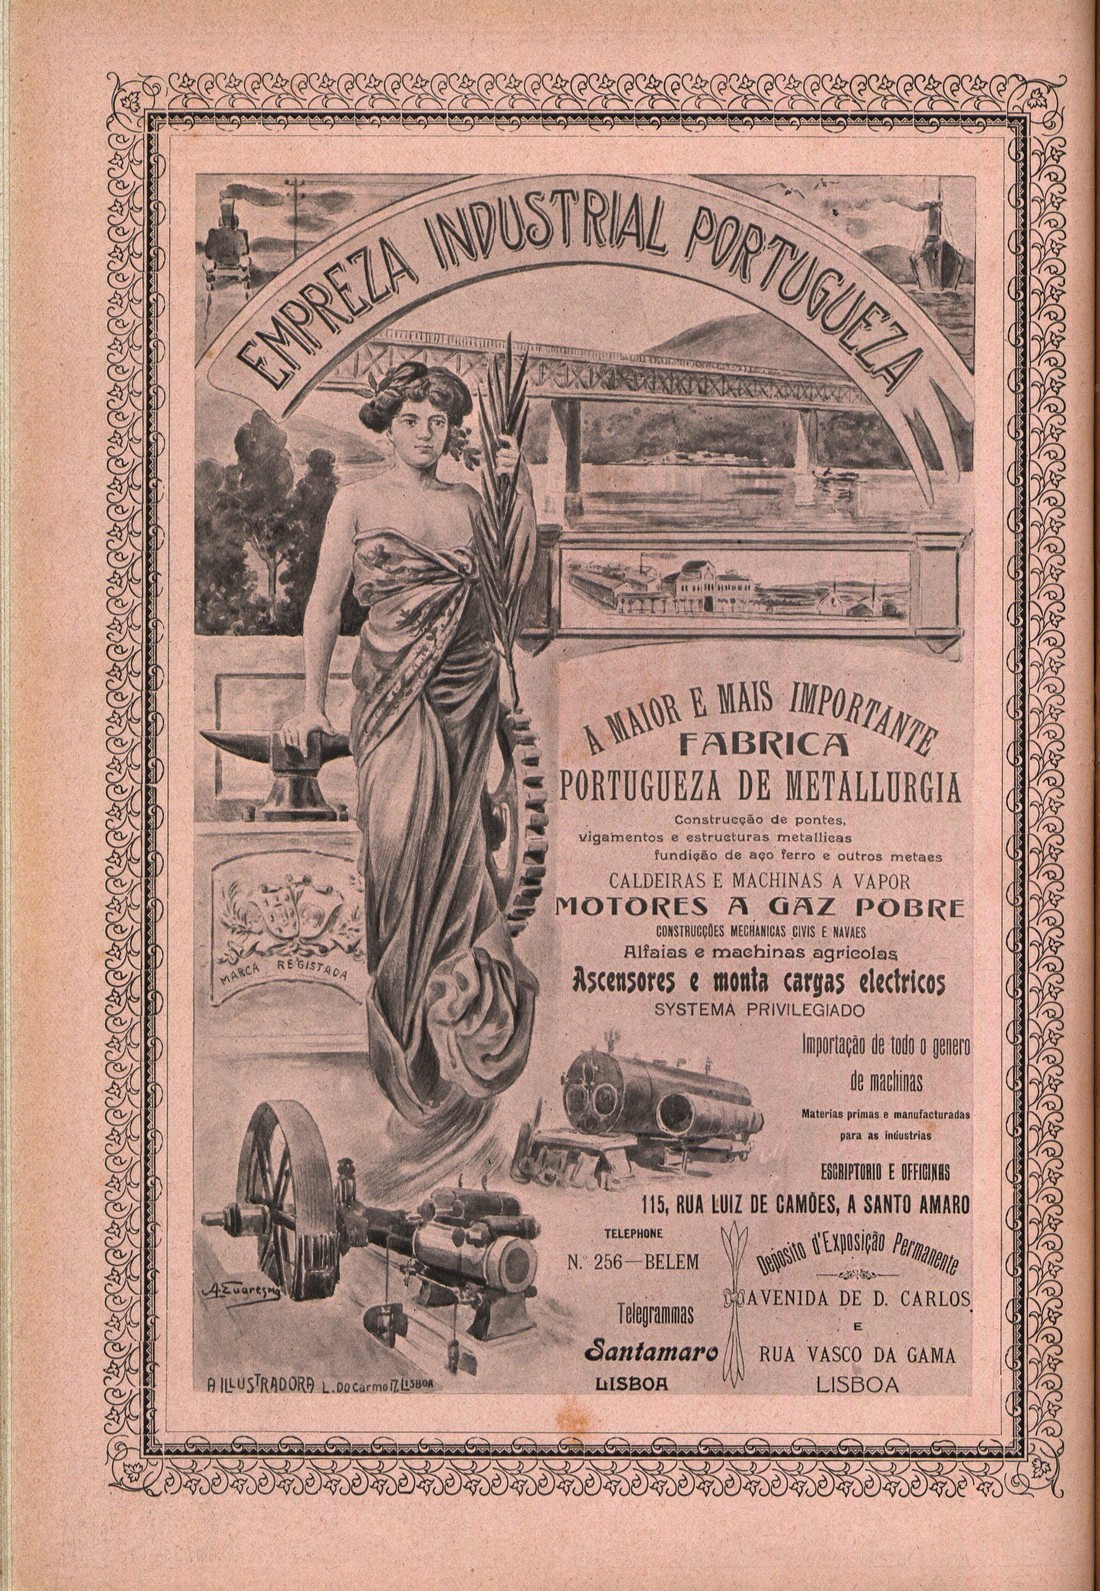 EMPREZA INDUSTRIAL PORTUGUEZA
A MAIOR E MAIS IMPORTANTE
FABRICA
PORTUGUEZA DE METALLURGIA
Construcção de pontes,
vigamentos e estructuras metallicas
fundição de aço ferro e outros metaes
CALDEIRAS E MACHINAS A VAPOR
MOTORES A GAZ POBRE
CONSTRUCÇÕES MECHANICAS CIVIS E NAVAES
Alfaias e machinas agricolas
Ascensores e monta cargas electricos
SYSTEMA PRIVILEGIADO
MARCA REGISTADA
Importação de todo o genero
de machinas
Materias primas e manufacturadas
para as industrias
ESCRIPTORIO E OFFICINAS
115, RUA LUIZ DE CAMÕES, A SANTO AMARO
TELEPHONE
N.º 256—BELEM
Telegrammas
Santamaro
LISBOA
Deposito d'Exposição Permanente
AVENIDA DE D. CARLOS
E
RUA VASCO DA GAMA
LISBOA
A ILLUSTRADORA L. DO Carmo 17, LISBOA